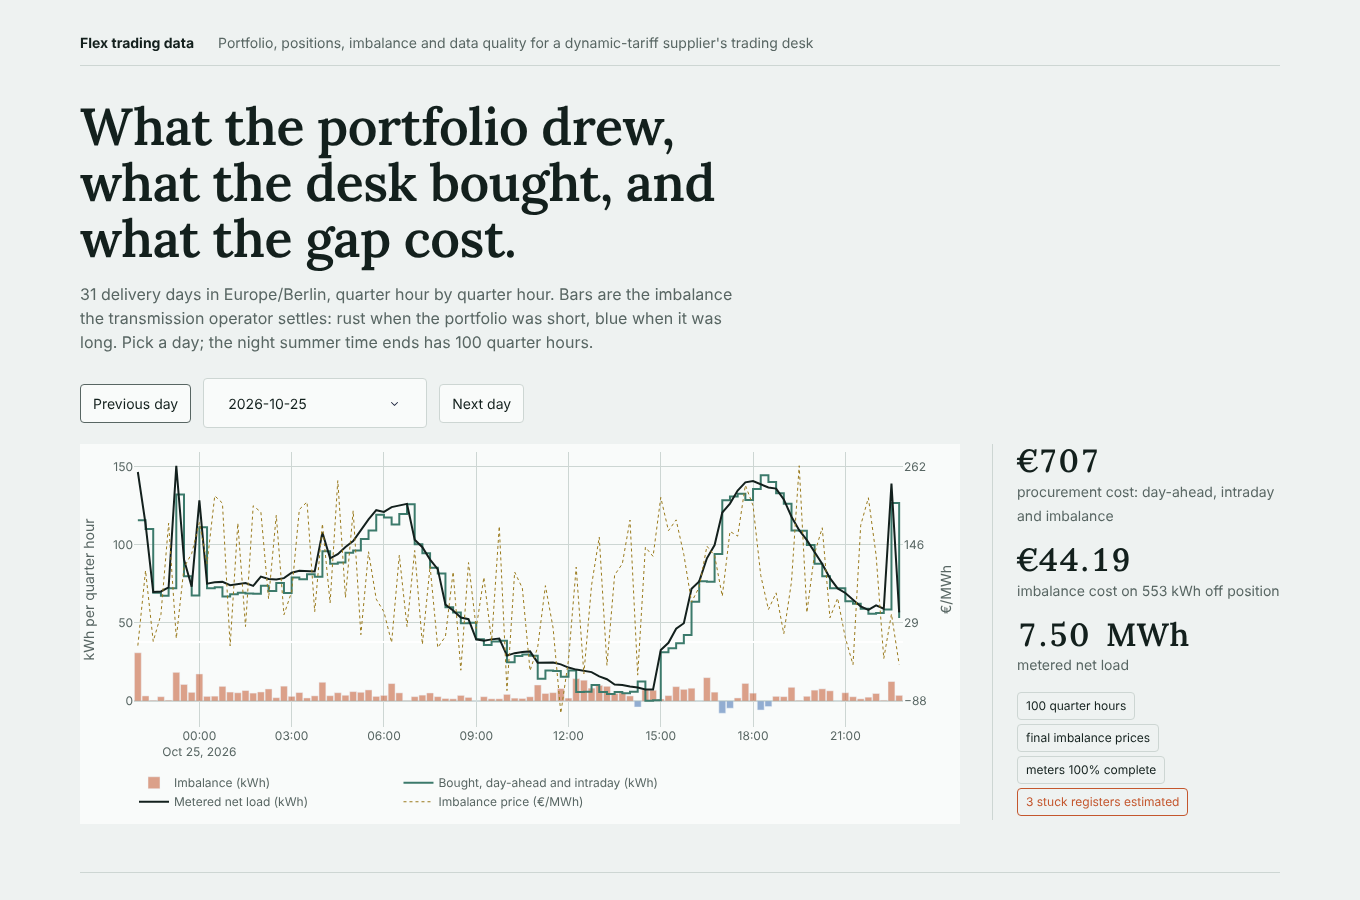 Flex trading data
Portfolio, positions, imbalance and data quality for a dynamic-tariff supplier's trading desk
What the portfolio drew,
what the desk bought, and
what the gap cost.
31 delivery days in Europe/Berlin, quarter hour by quarter hour. Bars are the imbalance
the transmission operator settles: rust when the portfolio was short, blue when it was
long. Pick a day; the night summer time ends has 100 quarter hours.
Previous day
2026-10-25
Next day
kWh per quarter hour
150
100
50
0
262
146
29
−88
€/MWh
00:00
03:00
06:00
09:00
12:00
15:00
18:00
21:00
Oct 25, 2026
Imbalance (kWh)
Bought, day-ahead and intraday (kWh)
Metered net load (kWh)
Imbalance price (€/MWh)
€707
procurement cost: day-ahead, intraday
and imbalance
€44.19
imbalance cost on 553 kWh off position
7.50 MWh
metered net load
100 quarter hours
final imbalance prices
meters 100% complete
3 stuck registers estimated